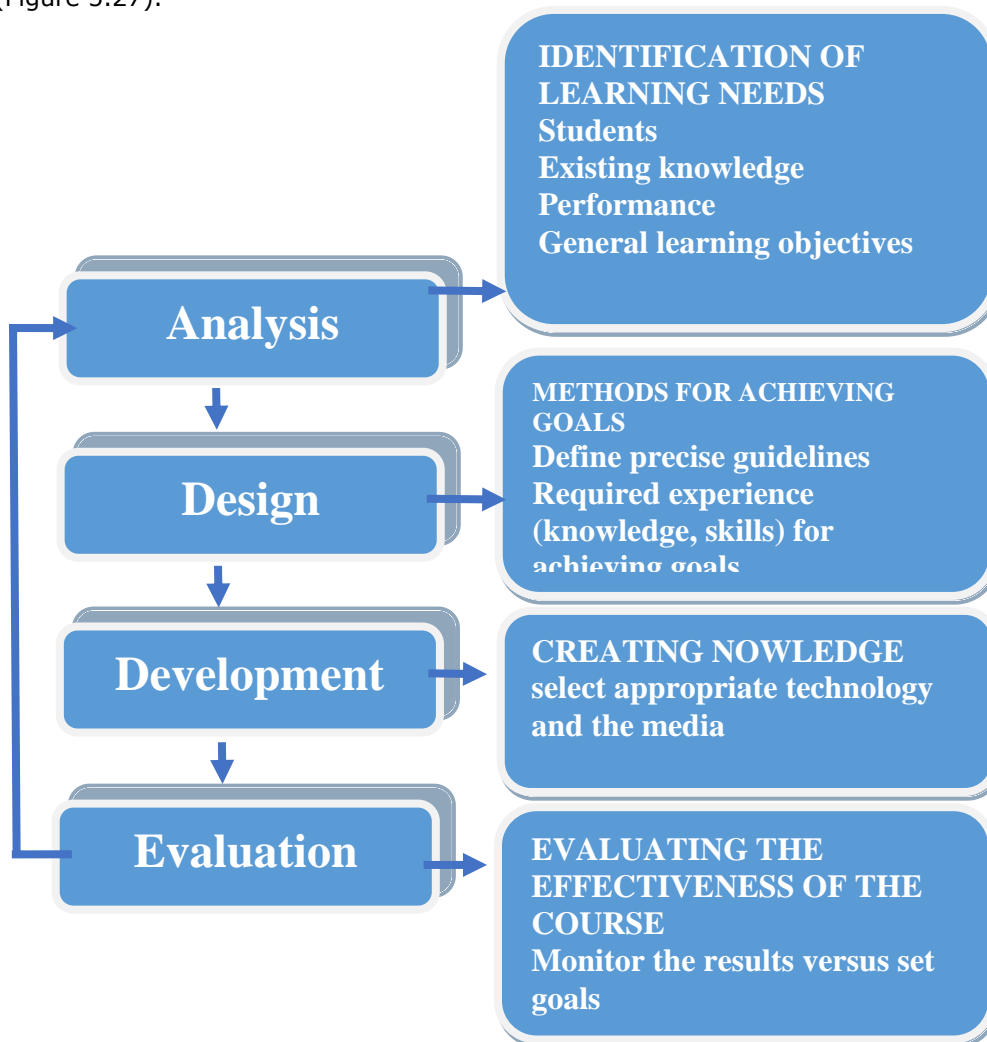 (Figure 3.27).
IDENTIFICATION OF
LEARNING NEEDS
Students
Existing knowledge
Performance
General learning objectives
Analysis
METHODS FOR ACHIEVING
GOALS
Define precise guidelines
Required experience
(knowledge, skills) for
achieving goals
Design
CREATING NOWLEDGE
select appropriate technology
and the media
Development
EVALUATING THE
EFFECTIVENESS OF THE
COURSE
Monitor the results versus set
goals
Evaluation